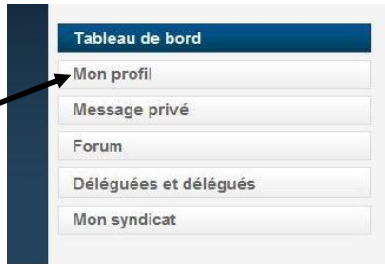 Tableau de bord
Mon profil
Message privé
Forum
Déléguées et délégués
Mon syndicat